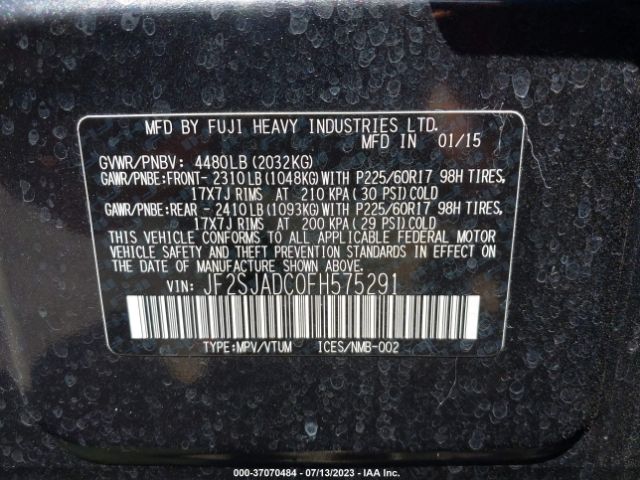 MFD BY FUJI HEAVY INDUSTRIES LTD.
MFD IN 01/15
GVWR/PNBV: 4480LB(2032KG)
GAWR/PNBE:FRONT- 2310LB(1048KG)WITH P225/60R17 98H TIRES,
17X7J RIMS AT 210 KPA(30 PSI)COLD
GAWR/PNBE:REAR - 2410LB(1093KG)WITH P225/60R17 98H TIRES,
17X7J RIMS AT 200 KPA(29 PSI)COLD
THIS VEHICLE CONFORMS TO ALL APPLICABLE FEDERAL MOTOR
VEHICLE SAFETY AND THEFT PREVENTION STANDARDS IN EFFECT ON
THE DATE OF MANUFACTURE SHOWN ABOVE.
VIN: JF2SJADC0FH575291
TYPE:MPV/VTUM ICES/NMB-002
000-37070484 - 07/13/2023 - IAA Inc.